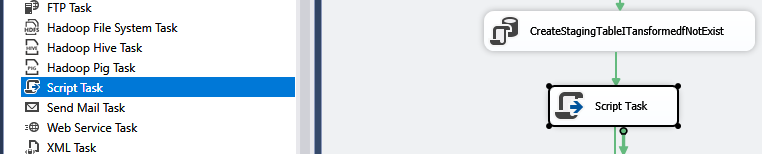 FTP Task
Hadoop File System Task
Hadoop Hive Task
Hadoop Pig Task
Script Task
Send Mail Task
Web Service Task
XML Task
CreateStagingTableITansformedfNotExist
Script Task